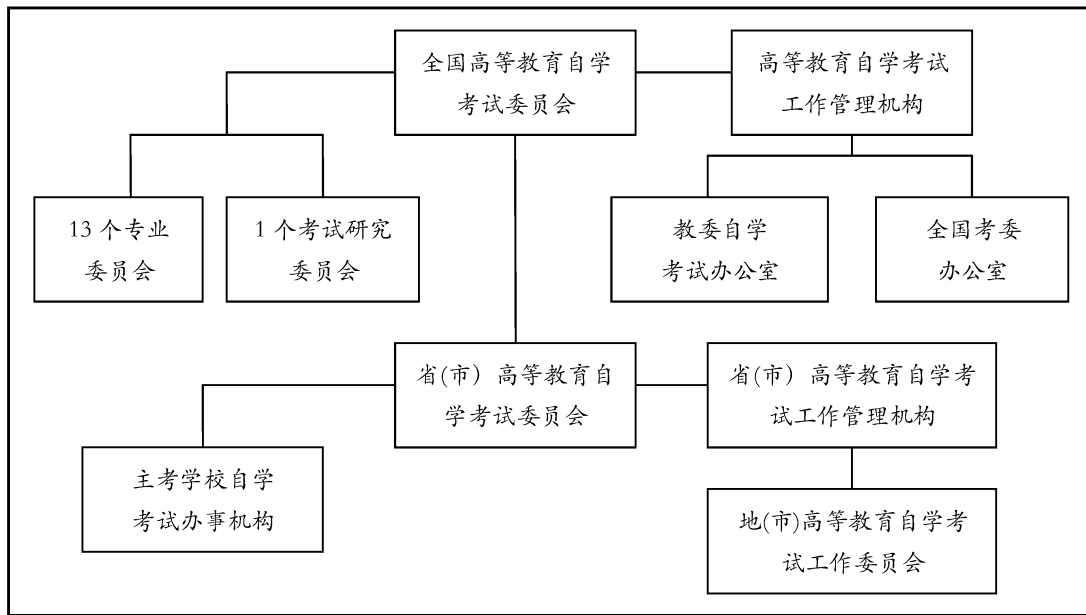 全国高等教育自学
考试委员会
高等教育自学考试
工作管理机构
13 个专业
委员会
1 个考试研究
委员会
教委自学
考试办公室
全国考委
办公室
省(市) 高等教育自
学考试委员会
省(市) 高等教育自学考
试工作管理机构
主考学校自学
考试办事机构
地(市)高等教育自学考
试工作委员会